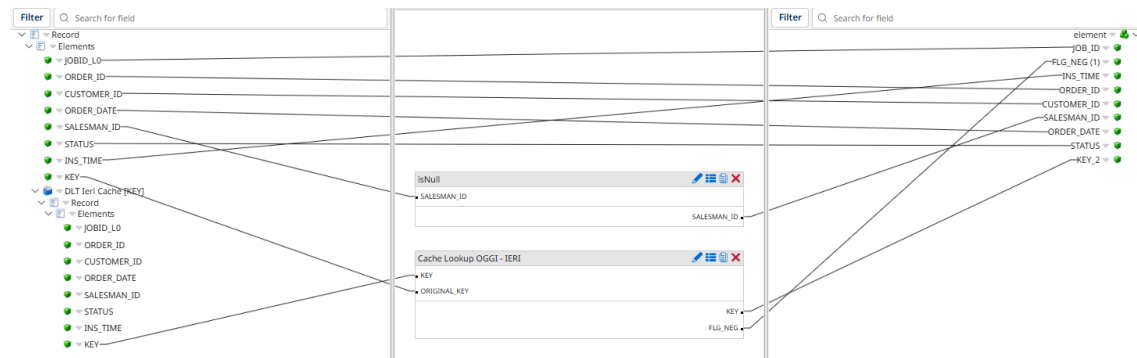 Filter Search for field
Record
Elements
JOBID_L0
ORDER_ID
CUSTOMER_ID
ORDER_DATE
SALESMAN_ID
STATUS
INS_TIME
KEY
DLT Ieri Cache [KEY]
Record
Elements
JOBID_L0
ORDER_ID
CUSTOMER_ID
ORDER_DATE
SALESMAN_ID
STATUS
INS_TIME
KEY
isNull
SALESMAN_ID
SALESMAN_ID
Cache Lookup OGGI - IERI
KEY
ORIGINAL_KEY
KEY
FLG_NEG
Filter Search for field
element
JOB_ID
FLG_NEG (1)
INS_TIME
ORDER_ID
CUSTOMER_ID
SALESMAN_ID
ORDER_DATE
STATUS
KEY_2